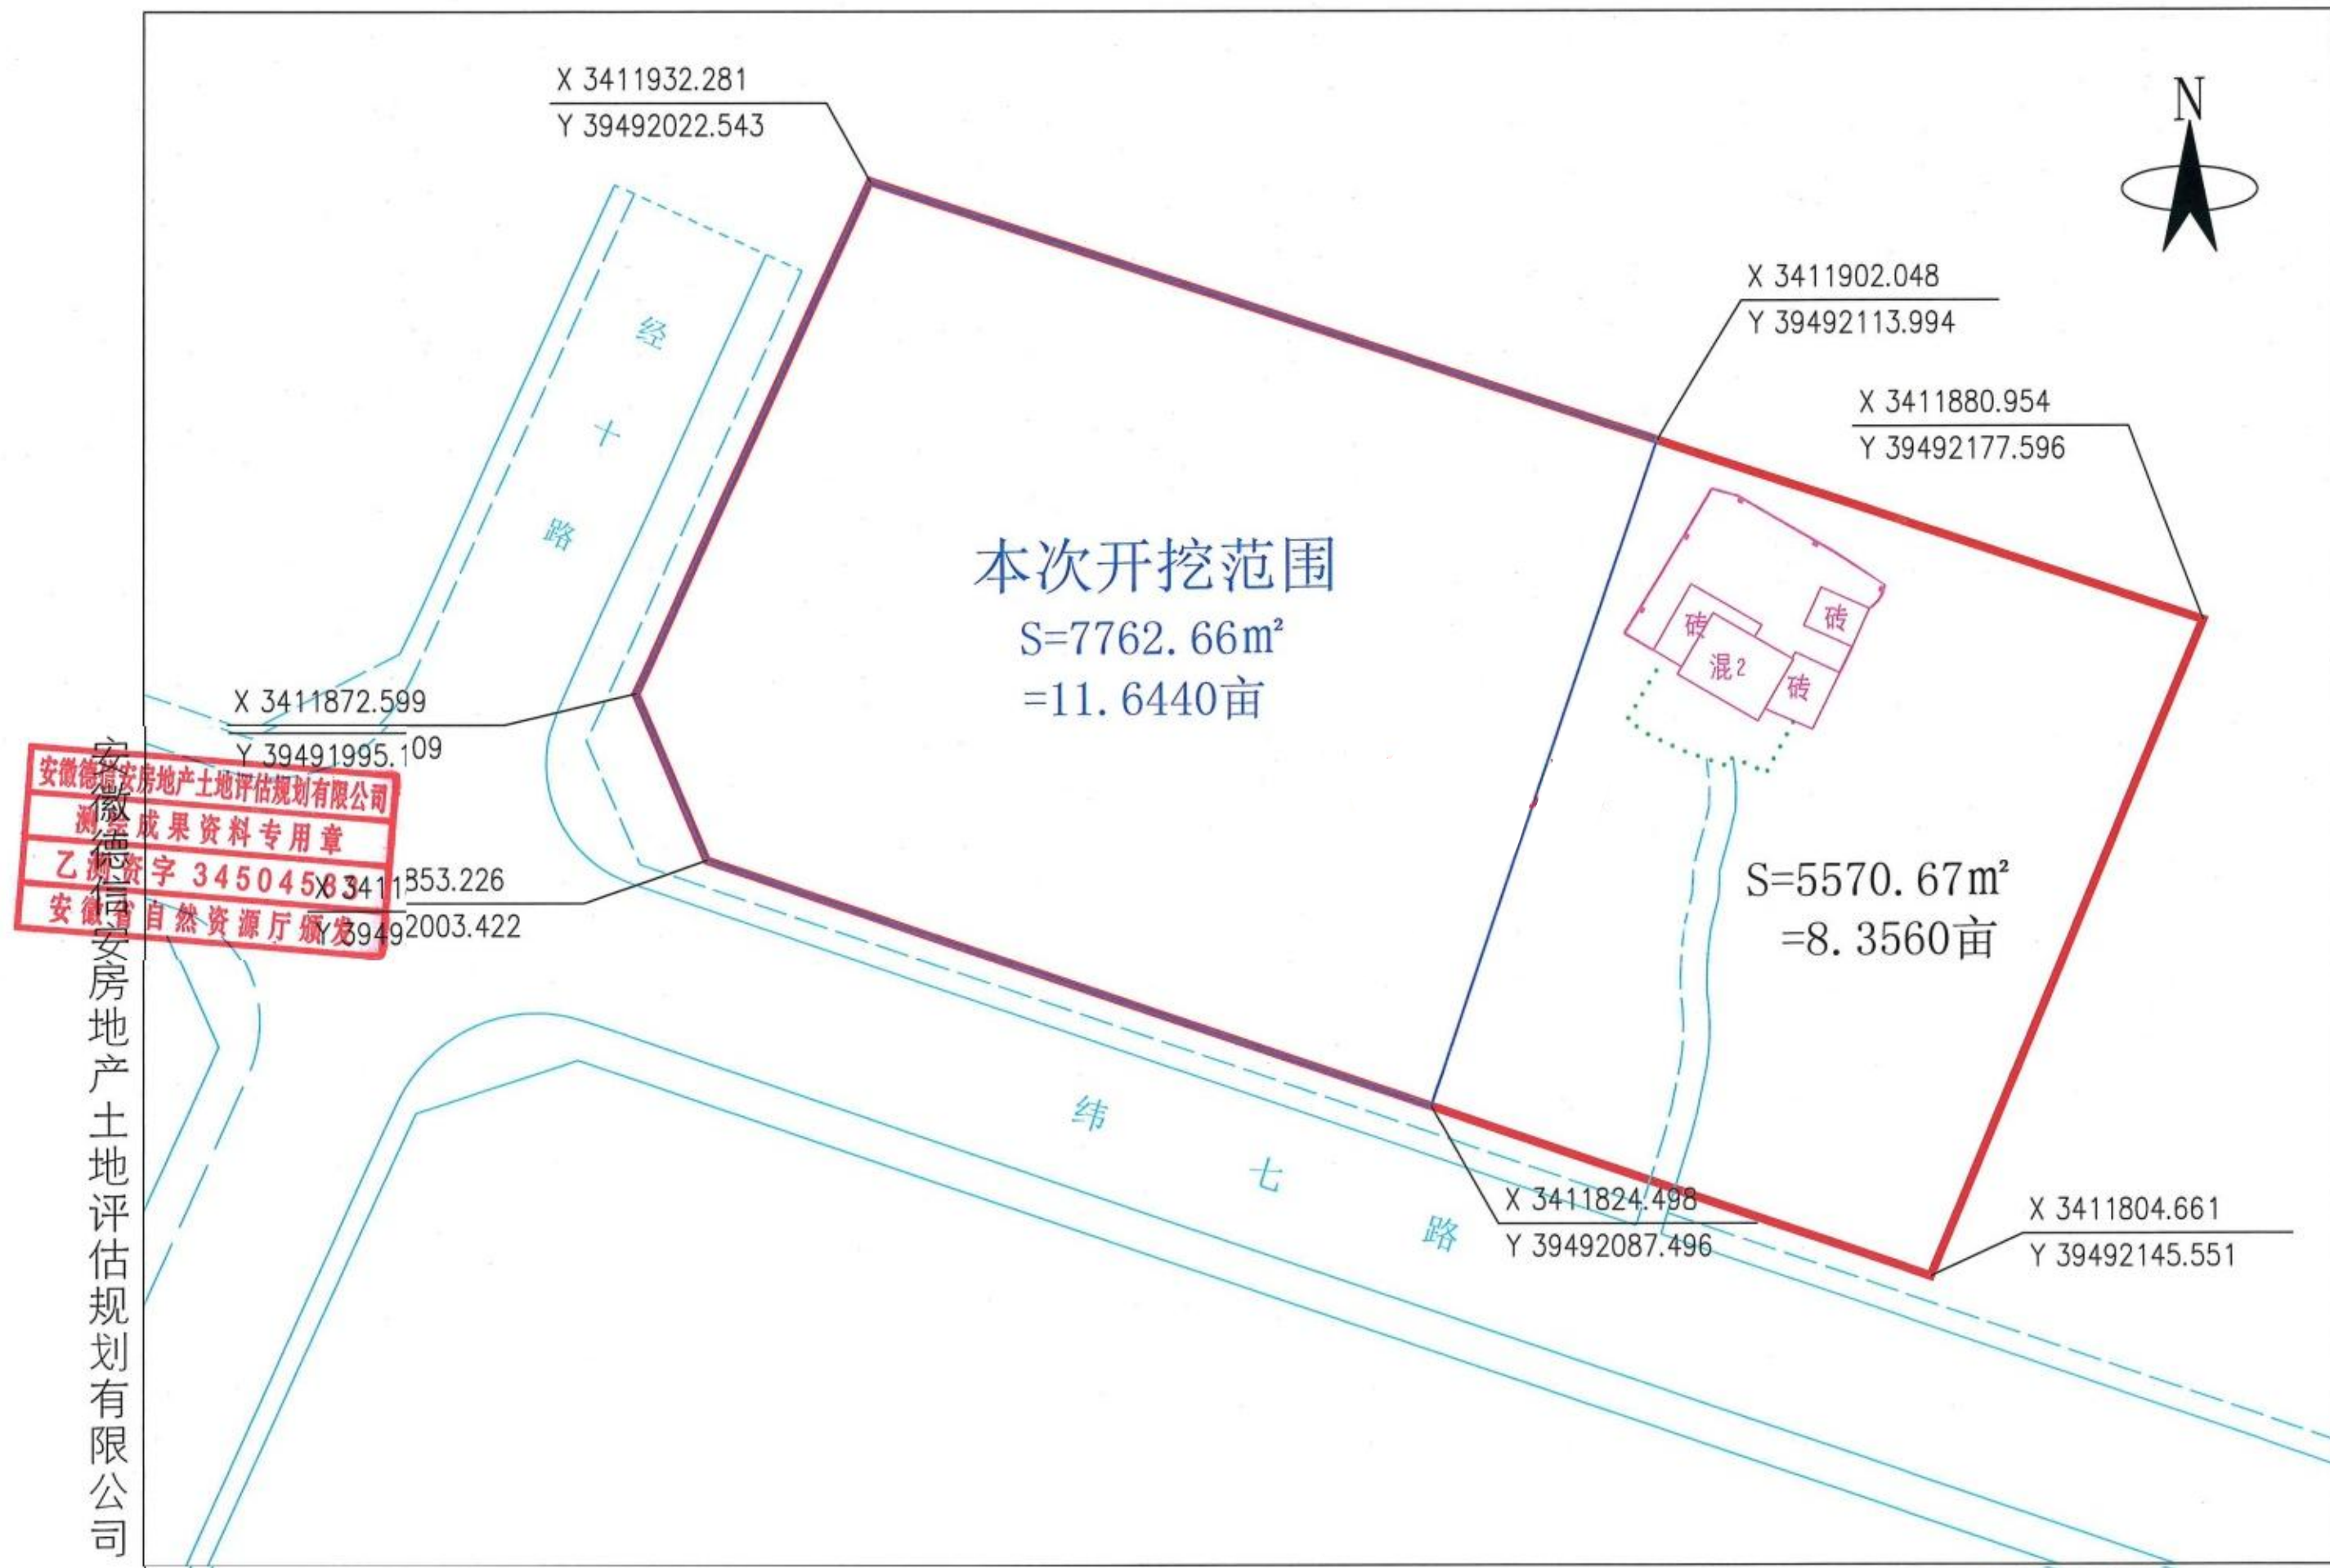 X 3411932.281
Y 39492022.543
N
X 3411902.048
Y 39492113.994
X 3411880.954
Y 39492177.596
经十路
本次开挖范围
S=7762.66m²
=11.6440亩
砖
砖
混2
砖
X 3411872.599
Y 39491995.109
安徽德信安房地产土地评估规划有限公司
测绘成果资料专用章
乙测资字 34504583
安徽省自然资源厅颁发
X 3411853.226
Y 39492003.422
S=5570.67m²
=8.3560亩
纬七路
X 3411824.498
Y 39492087.496
X 3411804.661
Y 39492145.551
安徽德信安房地产土地评估规划有限公司